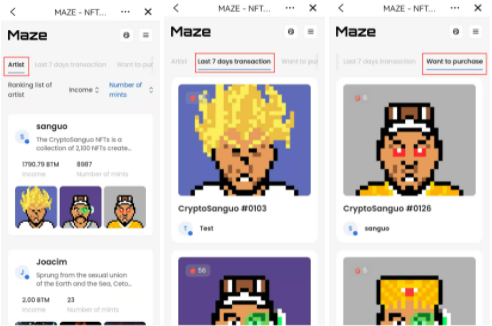 MAZE - NFT...
Maze
Artist Last 7 days transaction Want to pu
Ranking list of artist
Income
Number of mints
sanguo
S
The CryptoSanguo NFTs is a
collection of 2,100 NFTs create...
1790.79 BTM 8987
Income Number of mints
Joacim
J
Sprung from the sexual union
of the Earth and the Sea, Ceto...
2.00 BTM 23
Income Number of mints
MAZE - NFT...
Maze
Artist Last 7 days transaction Want to pu
CryptoSanguo #0103
T Test
56
MAZE - NFT...
Maze
Last 7 days transaction Want to purchase
CryptoSanguo #0126
S sanguo